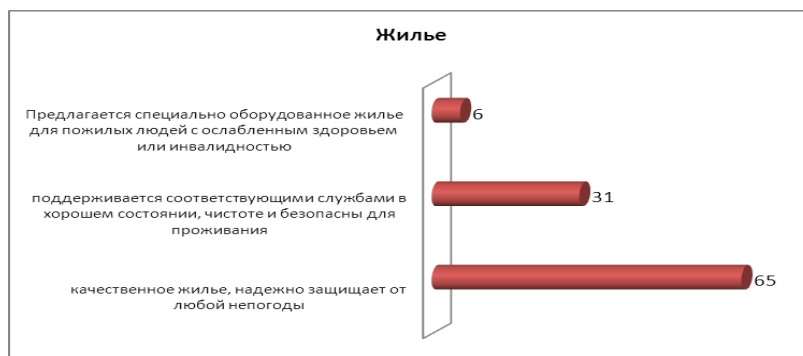 Жилье
Предлагается специально оборудованное жилье
для пожилых людей с ослабленным здоровьем
или инвалидностью
6
поддерживается соответствующими службами в
хорошем состоянии, чистоте и безопасны для
проживания
31
качественное жилье, надежно защищает от
любой непогоды
65